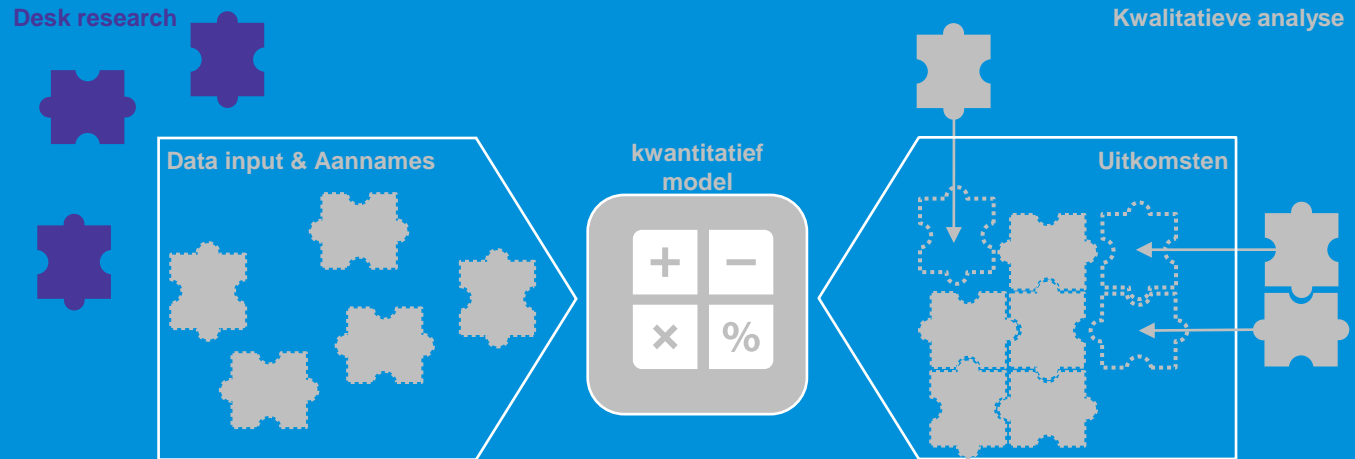 Desk research
Kwalitatieve analyse
Data input & Aannames
kwantitatief
model
Uitkomsten
+ −
× %